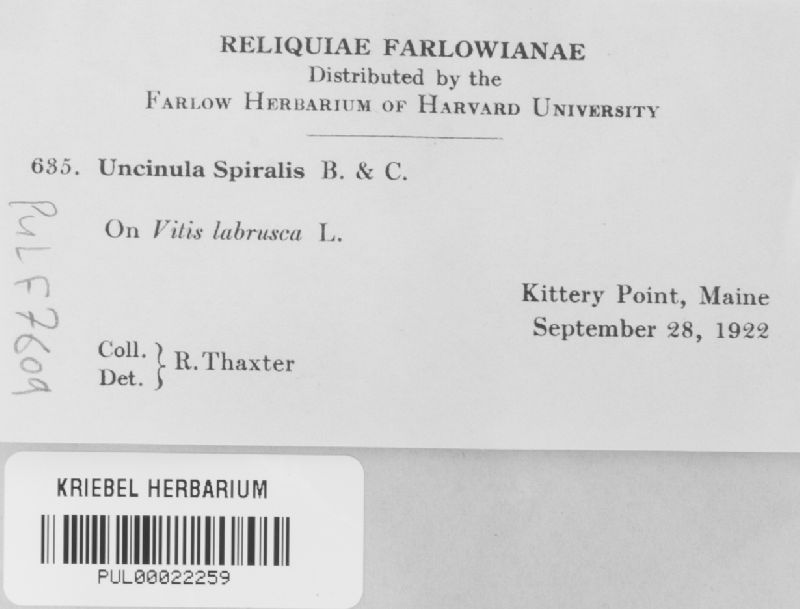 RELIQUIAE FARLOWIANAE
Distributed by the
FARLOW HERBARIUM OF HARVARD UNIVERSITY
635. Uncinula Spiralis B. & C.
On Vitis labrusca L.
Kittery Point, Maine
September 28, 1922
Coll. } R. Thaxter
Det.
PUL F7609
KRIEBEL HERBARIUM
PUL00022259